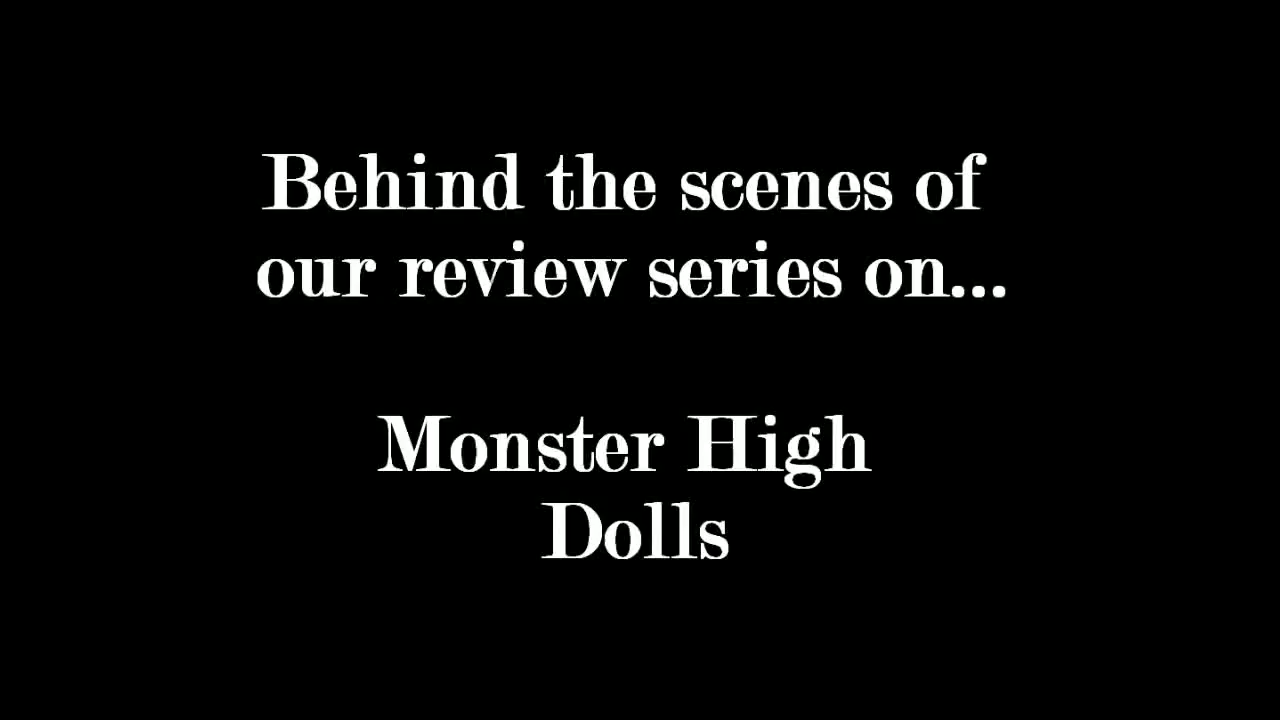 Behind the scenes of
our review series on...
Monster High
Dolls